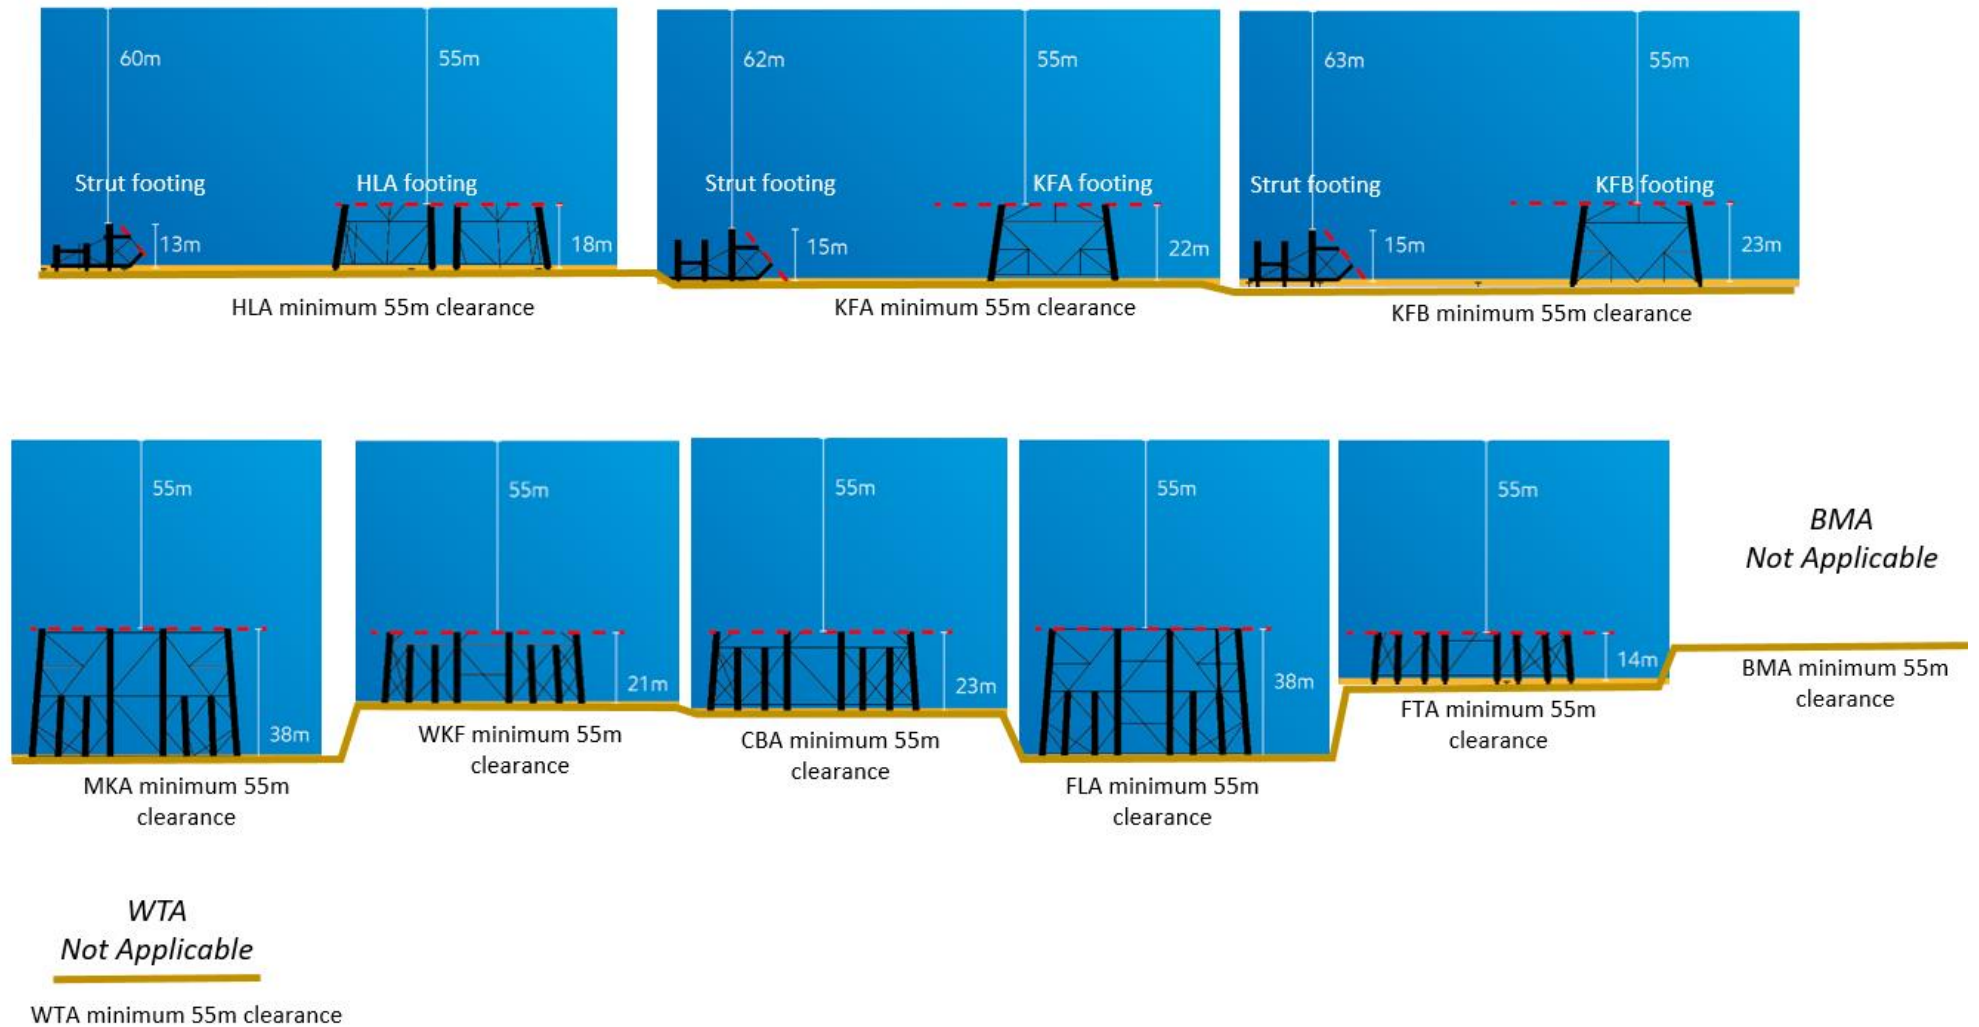 60m
55m
Strut footing
HLA footing
13m
18m
HLA minimum 55m clearance
62m
55m
Strut footing
KFA footing
15m
22m
KFA minimum 55m clearance
63m
55m
Strut footing
KFB footing
15m
23m
KFB minimum 55m clearance
55m
38m
MKA minimum 55m
clearance
55m
21m
WKF minimum 55m
clearance
55m
23m
CBA minimum 55m
clearance
55m
38m
FLA minimum 55m
clearance
55m
14m
FTA minimum 55m
clearance
BMA
Not Applicable
BMA minimum 55m
clearance
WTA
Not Applicable
WTA minimum 55m clearance